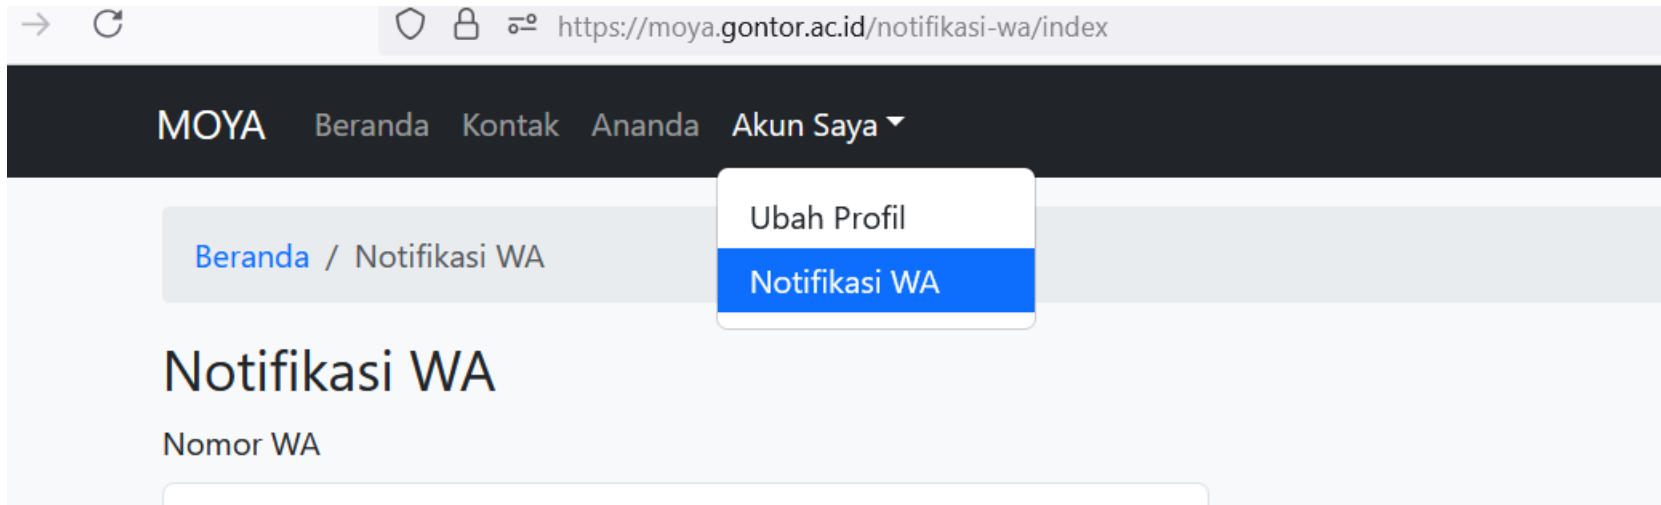 https://moya.gontor.ac.id/notifikasi-wa/index
MOYA Beranda Kontak Ananda Akun Saya
Ubah Profil
Notifikasi WA
Beranda / Notifikasi WA
Notifikasi WA
Nomor WA